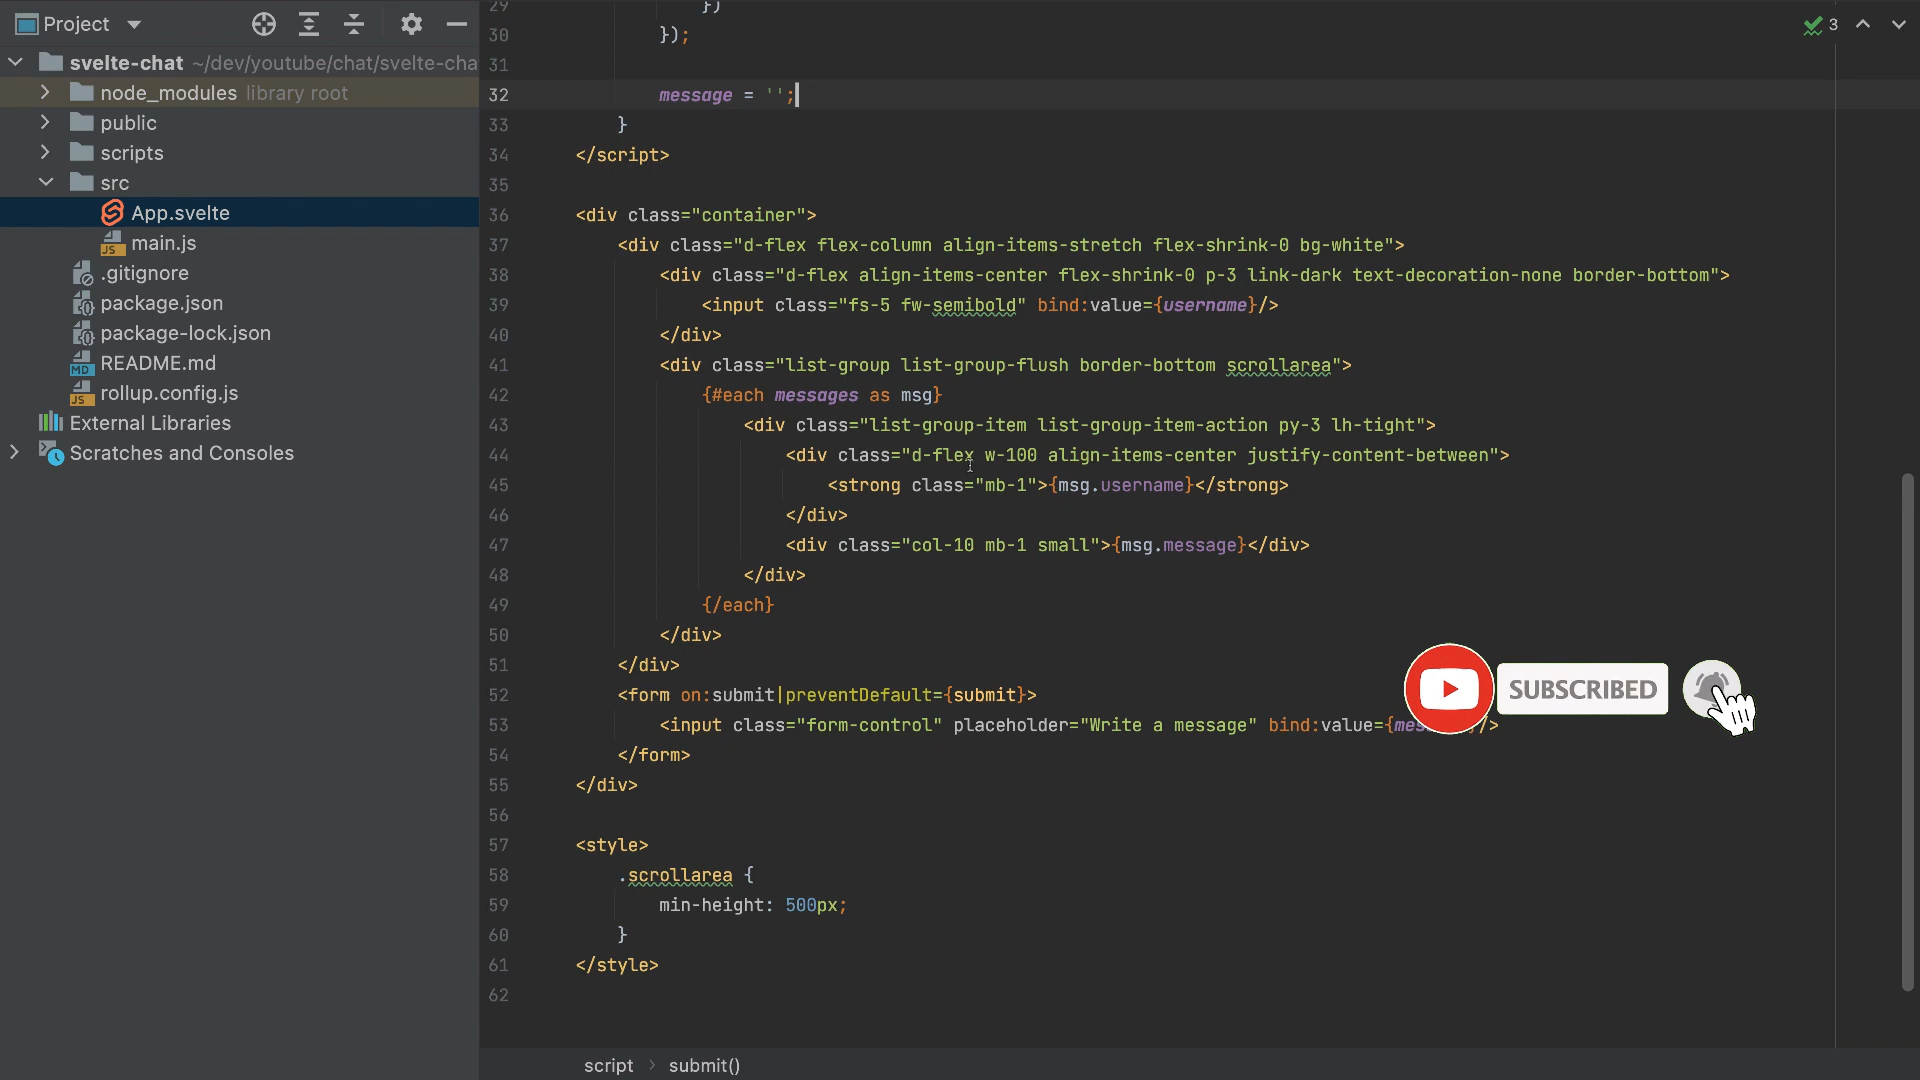 Project
svelte-chat ~/dev/youtube/chat/svelte-cha
node_modules library root
public
scripts
src
App.svelte
main.js
.gitignore
package.json
package-lock.json
README.md
rollup.config.js
External Libraries
Scratches and Consoles
3
29 })
30 });
31
32 message = '';
33 }
34 </script>
35
36 <div class="container">
37 <div class="d-flex flex-column align-items-stretch flex-shrink-0 bg-white">
38 <div class="d-flex align-items-center flex-shrink-0 p-3 link-dark text-decoration-none border-bottom">
39 <input class="fs-5 fw-semibold" bind:value={username}/>
40 </div>
41 <div class="list-group list-group-flush border-bottom scrollarea">
42 {#each messages as msg}
43 <div class="list-group-item list-group-item-action py-3 lh-tight">
44 <div class="d-flex w-100 align-items-center justify-content-between">
45 <strong class="mb-1">{msg.username}</strong>
46 </div>
47 <div class="col-10 mb-1 small">{msg.message}</div>
48 </div>
49 {/each}
50 </div>
51 </div>
52 <form on:submit|preventDefault={submit}>
53 <input class="form-control" placeholder="Write a message" bind:value={ />
54 </form>
55 </div>
56
57 <style>
58 .scrollarea {
59 min-height: 500px;
60 }
61 </style>
62
SUBSCRIBED
script > submit()